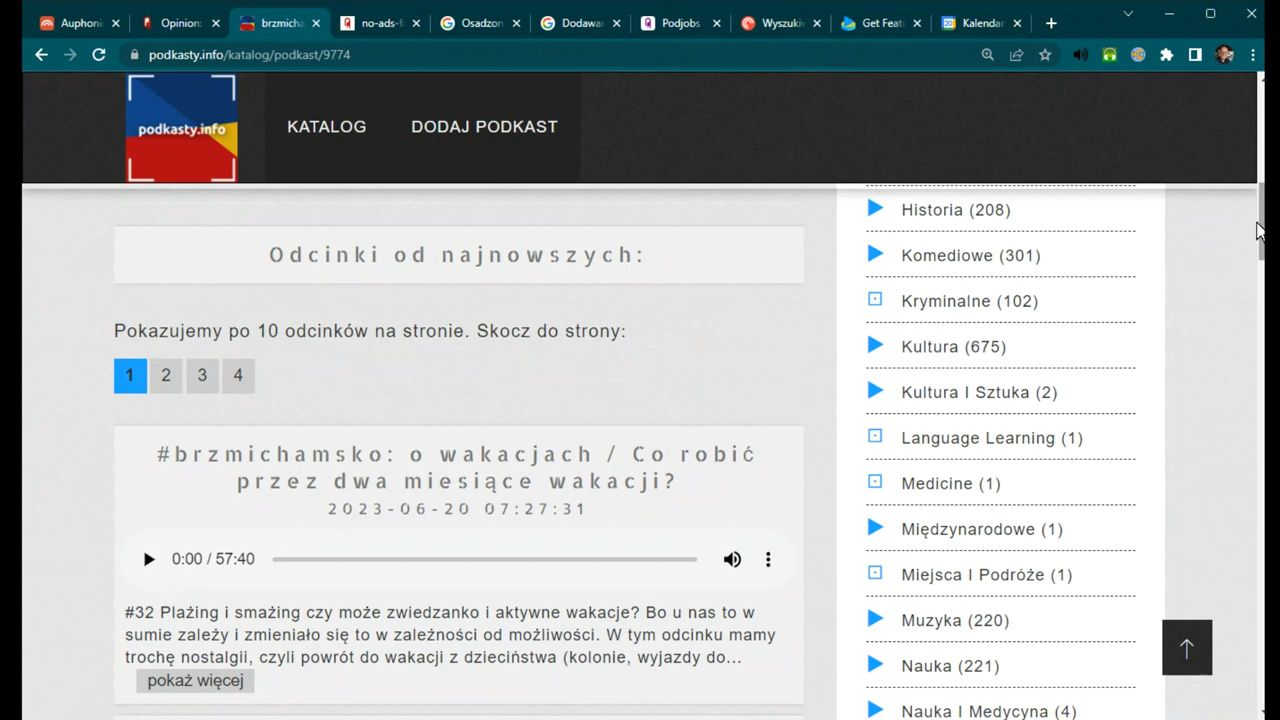 Auphoni
Opinion:
brzmicha
no-ads-f
Osadzon
Dodawa
Podjobs
Wyszukiv
Get Feat
Kalendar
podkasty.info/katalog/podkast/9774
podkasty.info
KATALOG
DODAJ PODKAST
Odcinki od najnowszych:
Pokazujemy po 10 odcinków na stronie. Skocz do strony:
1 2 3 4
#brzmichamsko: o wakacjach / Co robić
przez dwa miesiące wakacji?
2023-06-20 07:27:31
0:00 / 57:40
#32 Plażing i smażing czy może zwiedzanko i aktywne wakacje? Bo u nas to w
sumie zależy i zmieniało się to w zależności od możliwości. W tym odcinku mamy
trochę nostalgii, czyli powrót do wakacji z dzieciństwa (kolonie, wyjazdy do...
pokaż więcej
Historia (208)
Komediowe (301)
Kryminalne (102)
Kultura (675)
Kultura I Sztuka (2)
Language Learning (1)
Medicine (1)
Międzynarodowe (1)
Miejsca I Podróże (1)
Muzyka (220)
Nauka (221)
Nauka I Medycyna (4)